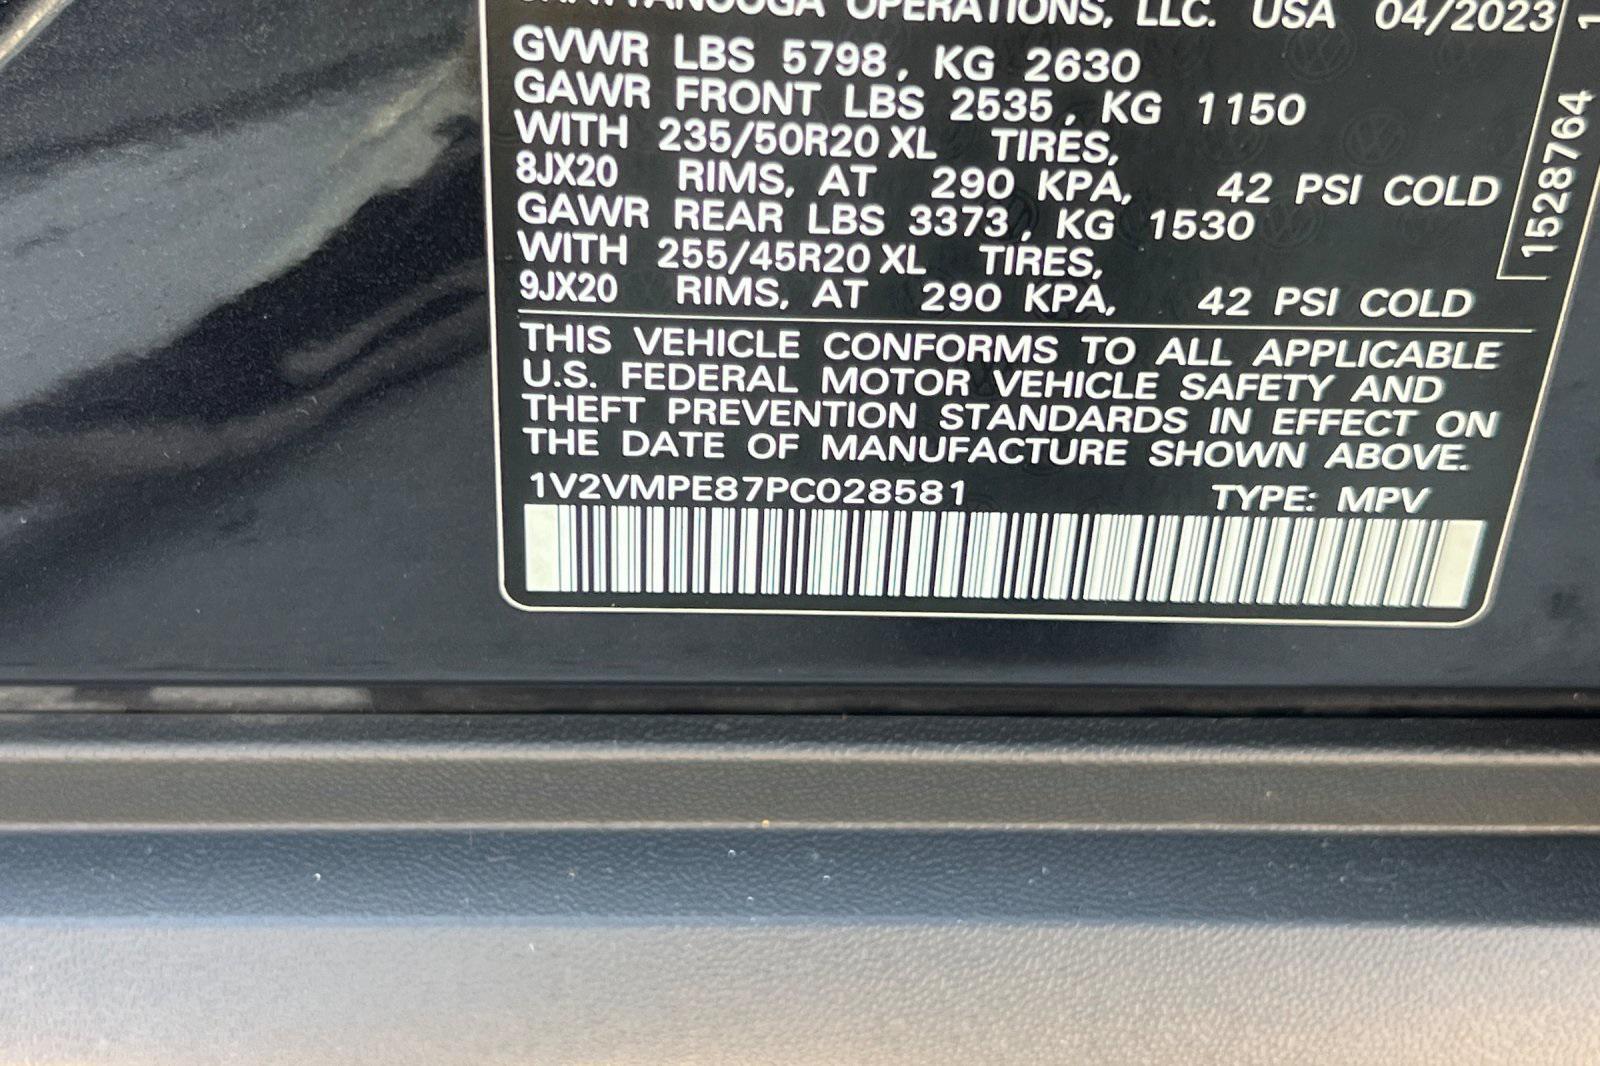 CHATTANOOGA OPERATIONS, LLC. USA 04/2023
GVWR LBS 5798, KG 2630
GAWR FRONT LBS 2535, KG 1150
WITH 235/50R20 XL TIRES,
8JX20 RIMS, AT 290 KPA, 42 PSI COLD
GAWR REAR LBS 3373, KG 1530
WITH 255/45R20 XL TIRES,
9JX20 RIMS, AT 290 KPA, 42 PSI COLD
THIS VEHICLE CONFORMS TO ALL APPLICABLE
U.S. FEDERAL MOTOR VEHICLE SAFETY AND
THEFT PREVENTION STANDARDS IN EFFECT ON
THE DATE OF MANUFACTURE SHOWN ABOVE.
1V2VMPE87PC028581 TYPE: MPV
1528764